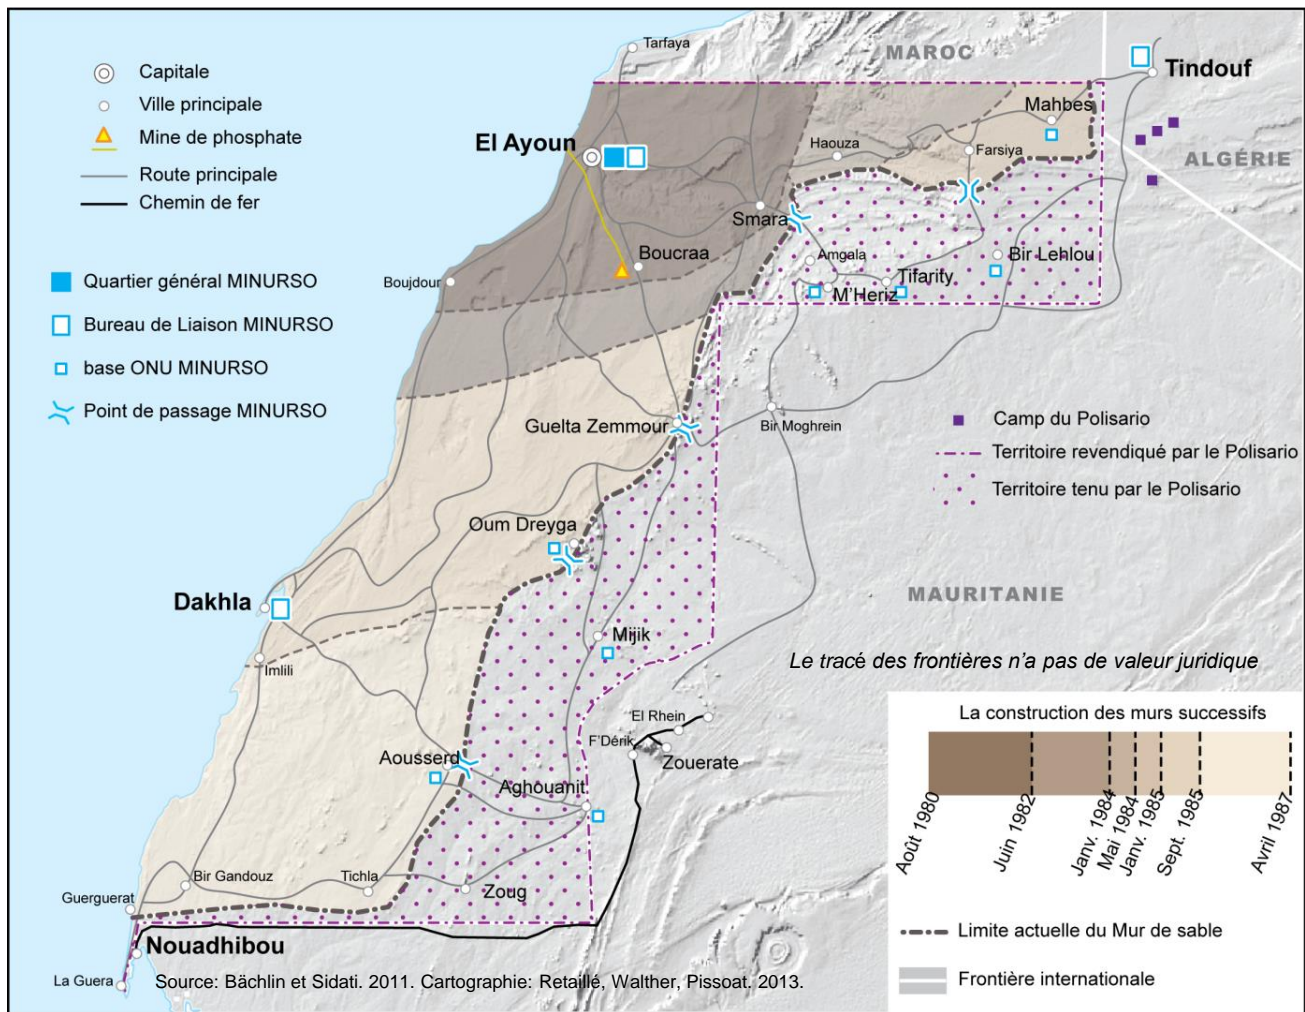 Tarfaya
MAROC
Tindouf
Capitale
Ville principale
Mine de phosphate
Route principale
Chemin de fer
Mahbes
El Ayoun
Haouza
Farsiya
ALGÉRIE
Smara
Boucraa
Amgala
Bir Lehlou
Tifarity
M'Heriz
Boujdour
Quartier général MINURSO
Bureau de Liaison MINURSO
base ONU MINURSO
Point de passage MINURSO
Guelta Zemmour
Bir Moghrein
Camp du Polisario
Territoire revendiqué par le Polisario
Territoire tenu par le Polisario
Oum Dreyga
Dakhla
MAURITANIE
Mijik
Imlili
Le tracé des frontières n'a pas de valeur juridique
El Rhein
F'Dérik
Zouerate
Aousserd
Aghouanit
La construction des murs successifs
Août 1980
Juin 1982
Janv. 1984
Mai 1984
Janv. 1985
Sept. 1985
Avril 1987
Bir Gandouz
Tichla
Zoug
Guerguerat
Nouadhibou
La Guera
Limite actuelle du Mur de sable
Frontière internationale
Source: Bächlin et Sidati. 2011. Cartographie: Retaillé, Walther, Pissoat. 2013.